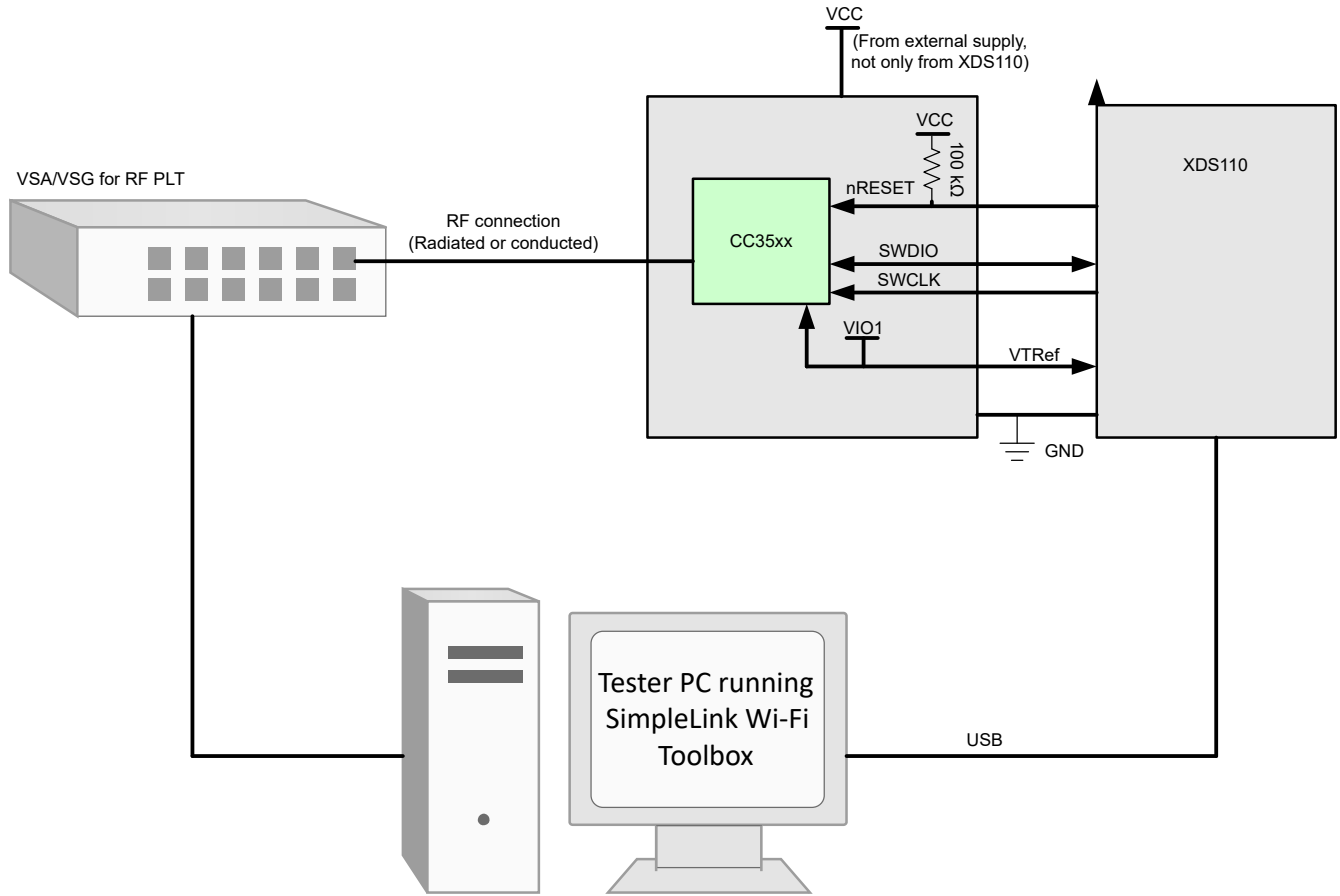 VCC
(From external supply,
not only from XDS110)
VCC
100 kΩ
XDS110
VSA/VSG for RF PLT
nRESET
RF connection
(Radiated or conducted)
CC35xx
SWDIO
SWCLK
VIO1
VTRef
GND
Tester PC running
SimpleLink Wi-Fi
Toolbox
USB